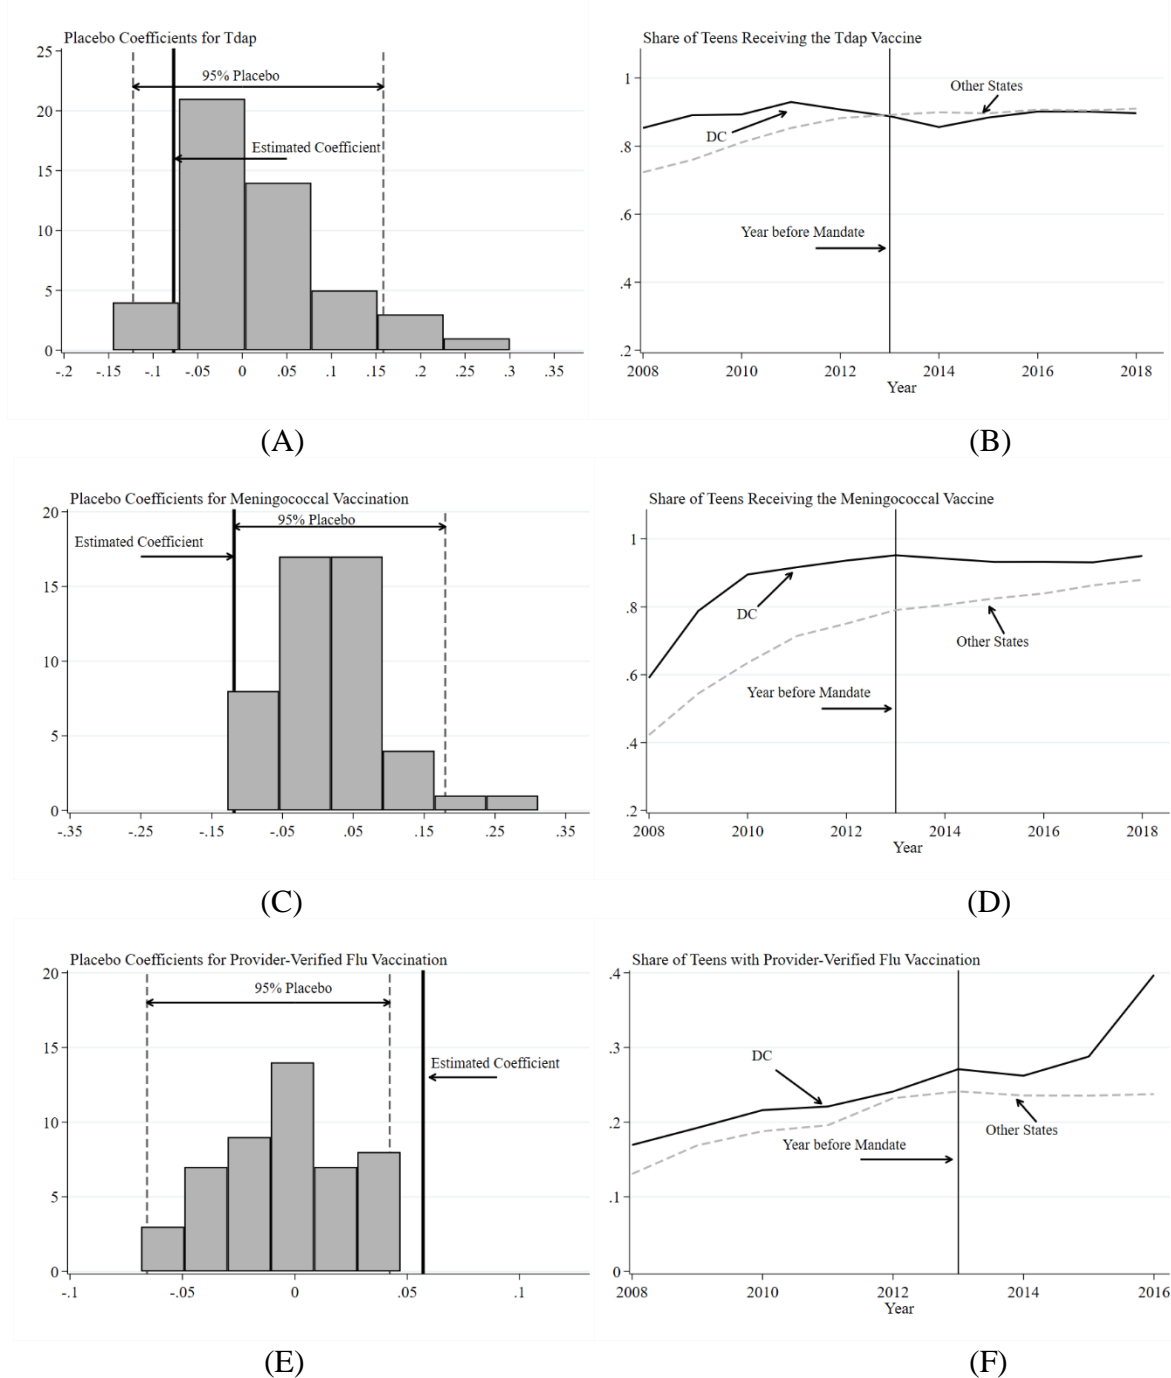 Placebo Coefficients for Tdap
25
20
15
10
5
0
95% Placebo
Estimated Coefficient
-.2 -.15 -.1 -.05 0 .05 .1 .15 .2 .25 .3 .35
(A)
Share of Teens Receiving the Tdap Vaccine
1
.8
.6
.4
.2
Other States
DC
Year before Mandate
2008 2010 2012 2014 2016 2018
Year
(B)
Placebo Coefficients for Meningococcal Vaccination
20
15
10
5
0
95% Placebo
Estimated Coefficient
-.35 -.25 -.15 -.05 .05 .15 .25 .35
(C)
Share of Teens Receiving the Meningococcal Vaccine
1
.8
.6
.4
.2
DC
Other States
Year before Mandate
2008 2010 2012 2014 2016 2018
Year
(D)
Placebo Coefficients for Provider-Verified Flu Vaccination
20
15
10
5
0
95% Placebo
Estimated Coefficient
-.1 -.05 0 .05 .1
(E)
Share of Teens with Provider-Verified Flu Vaccination
.4
.3
.2
.1
0
DC
Other States
Year before Mandate
2008 2010 2012 2014 2016
Year
(F)